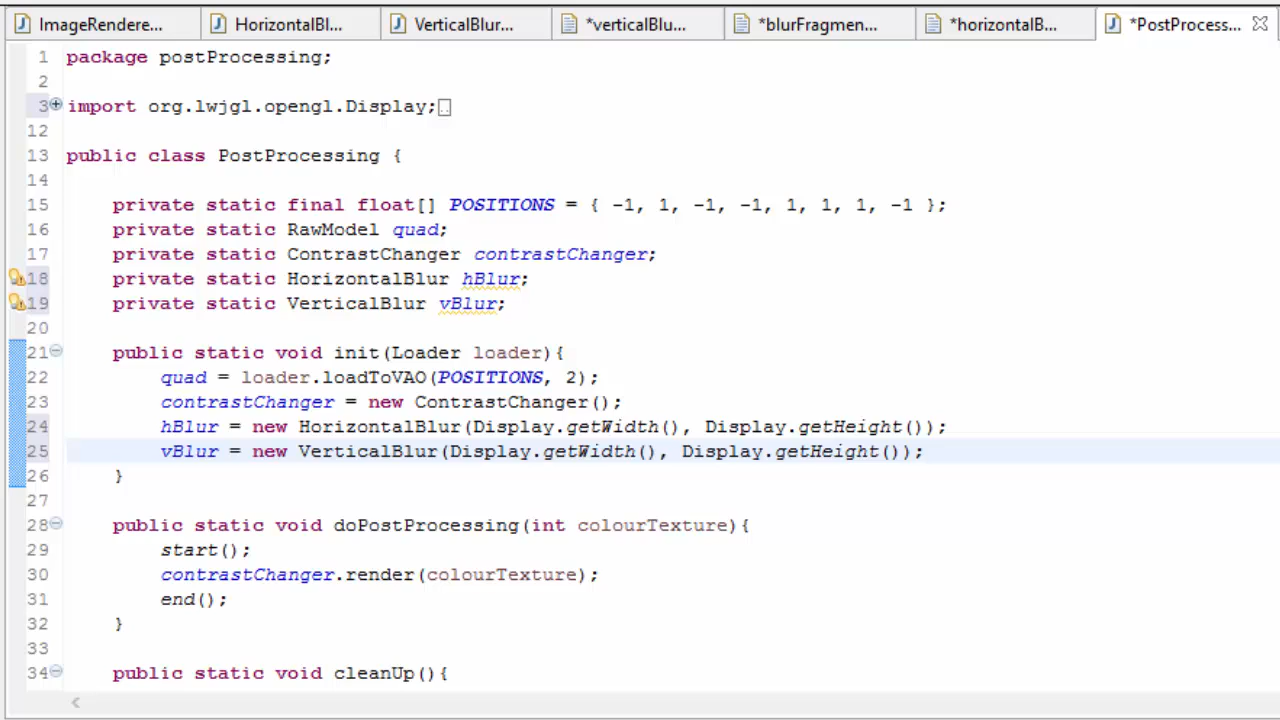 ImageRendere... HorizontalBl... VerticalBlur... *verticalBlu... *blurFragmen... *horizontalB... *PostProcess...
1 package postProcessing;
2
3 import org.lwjgl.opengl.Display;
12
13 public class PostProcessing {
14
15 private static final float[] POSITIONS = { -1, 1, -1, -1, 1, 1, 1, -1 };
16 private static RawModel quad;
17 private static ContrastChanger contrastChanger;
18 private static HorizontalBlur hBlur;
19 private static VerticalBlur vBlur;
20
21 public static void init(Loader loader){
22 quad = loader.loadToVAO(POSITIONS, 2);
23 contrastChanger = new ContrastChanger();
24 hBlur = new HorizontalBlur(Display.getWidth(), Display.getHeight());
25 vBlur = new VerticalBlur(Display.getWidth(), Display.getHeight());
26 }
27
28 public static void doPostProcessing(int colourTexture){
29 start();
30 contrastChanger.render(colourTexture);
31 end();
32 }
33
34 public static void cleanUp(){